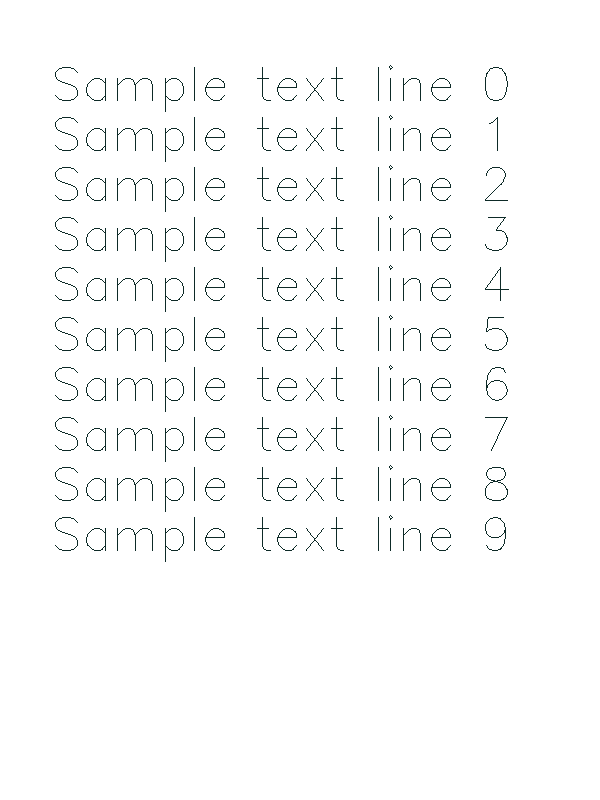 Sample text line 0
Sample text line 1
Sample text line 2
Sample text line 3
Sample text line 4
Sample text line 5
Sample text line 6
Sample text line 7
Sample text line 8
Sample text line 9